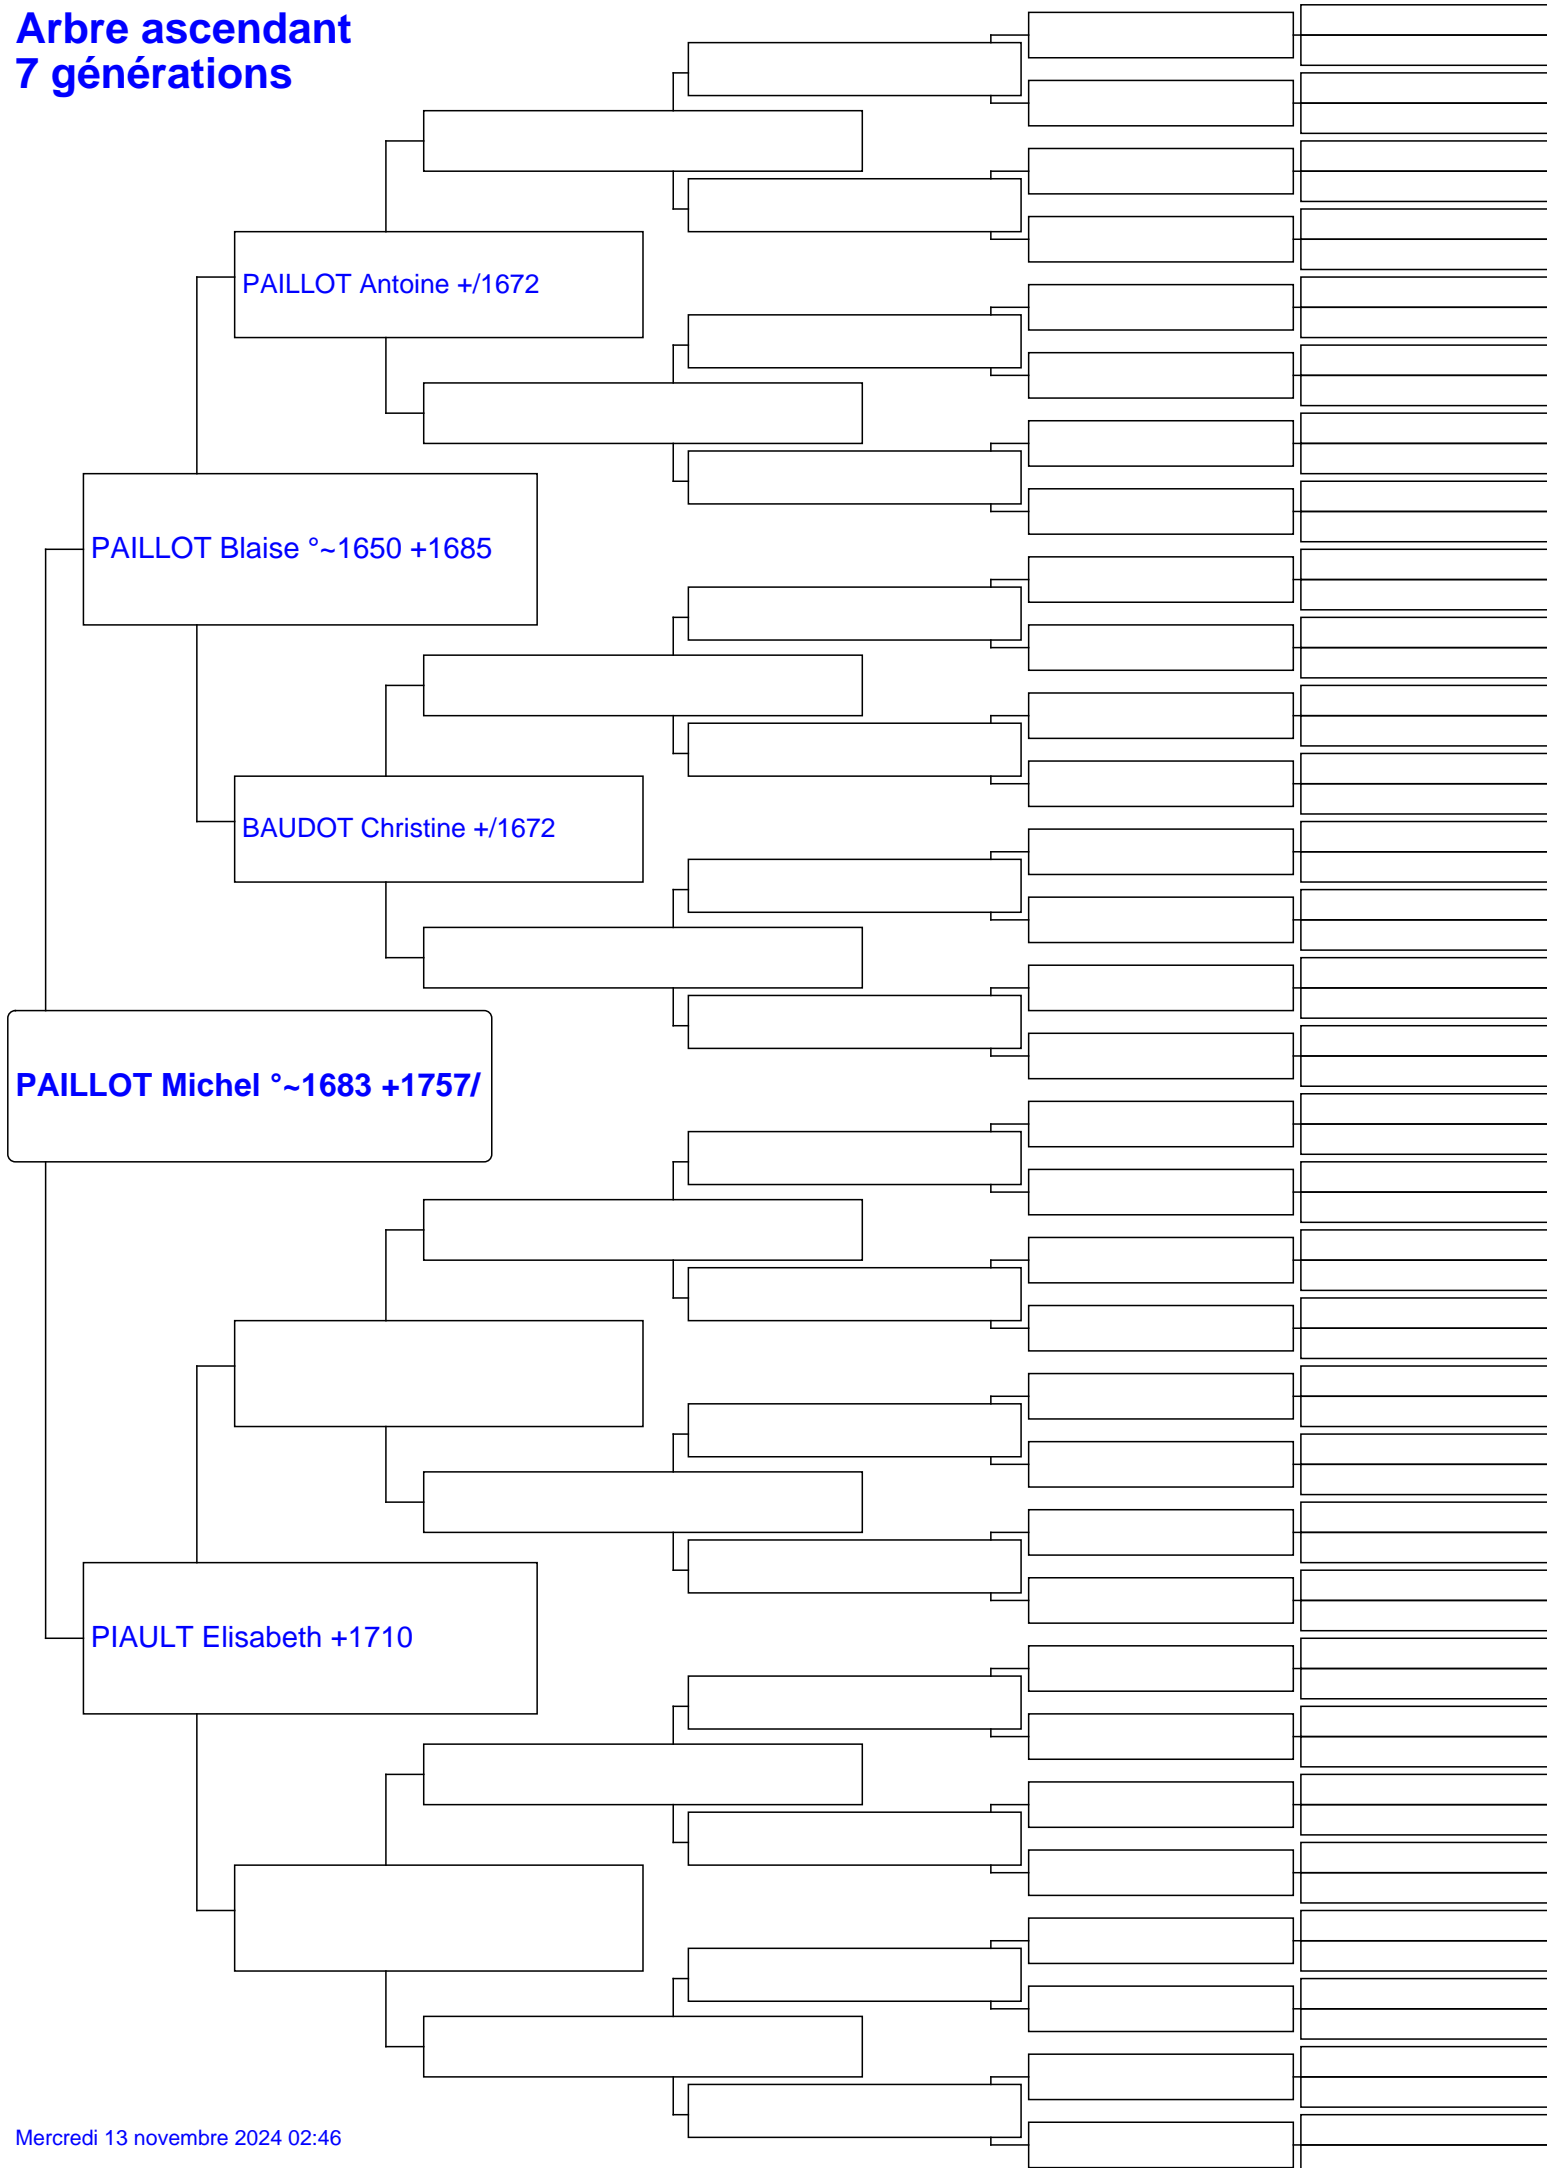 Arbre ascendant
7 générations
PAILLOT Antoine +/1672
PAILLOT Blaise °~1650 +1685
BAUDOT Christine +/1672
PAILLOT Michel °~1683 +1757/
PIAULT Elisabeth +1710
Mercredi 13 novembre 2024 02:46